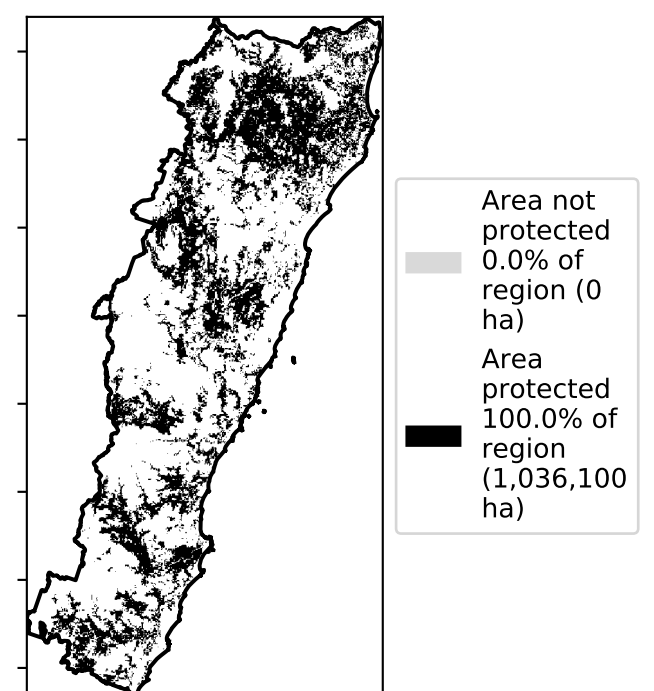 Area not
protected
0.0% of
region (0
ha)
Area
protected
100.0% of
region
(1,036,100
ha)